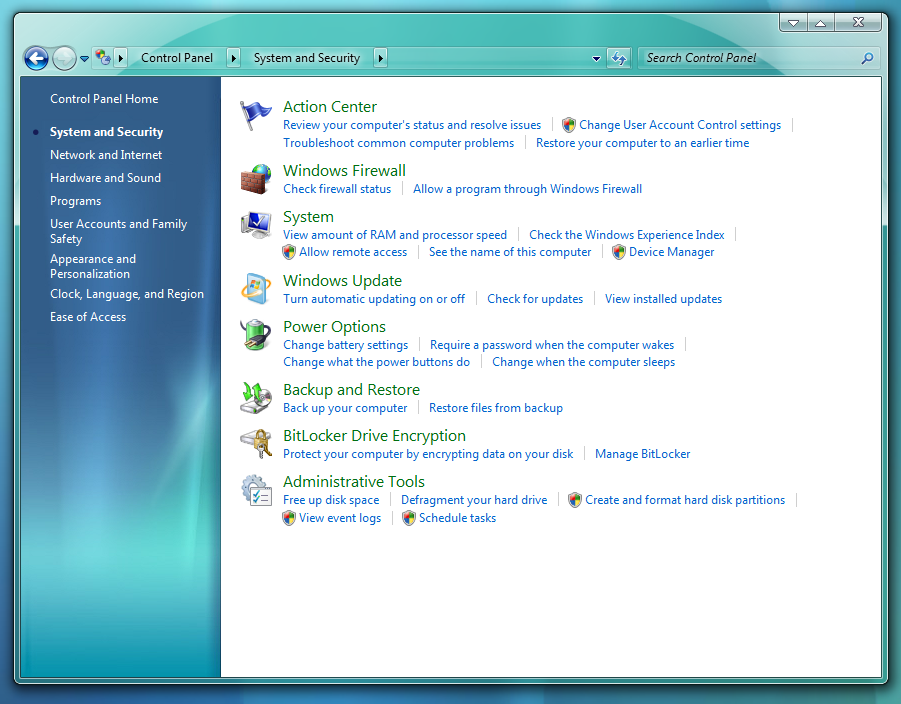 Control Panel System and Security Search Control Panel
Control Panel Home
System and Security
Network and Internet
Hardware and Sound
Programs
User Accounts and Family
Safety
Appearance and
Personalization
Clock, Language, and Region
Ease of Access
Action Center
Review your computer's status and resolve issues Change User Account Control settings
Troubleshoot common computer problems Restore your computer to an earlier time
Windows Firewall
Check firewall status Allow a program through Windows Firewall
System
View amount of RAM and processor speed Check the Windows Experience Index
Allow remote access See the name of this computer Device Manager
Windows Update
Turn automatic updating on or off Check for updates View installed updates
Power Options
Change battery settings Require a password when the computer wakes
Change what the power buttons do Change when the computer sleeps
Backup and Restore
Back up your computer Restore files from backup
BitLocker Drive Encryption
Protect your computer by encrypting data on your disk Manage BitLocker
Administrative Tools
Free up disk space Defragment your hard drive Create and format hard disk partitions
View event logs Schedule tasks